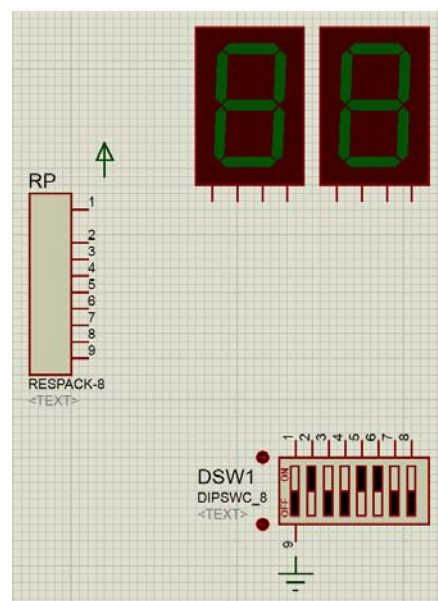 RP
1
2
3
4
5
6
7
8
9
RESPACK-8
<TEXT>
1 2 3 4 5 6 7 8
DSW1
DIPSWC_8
<TEXT>
ON
OFF
9